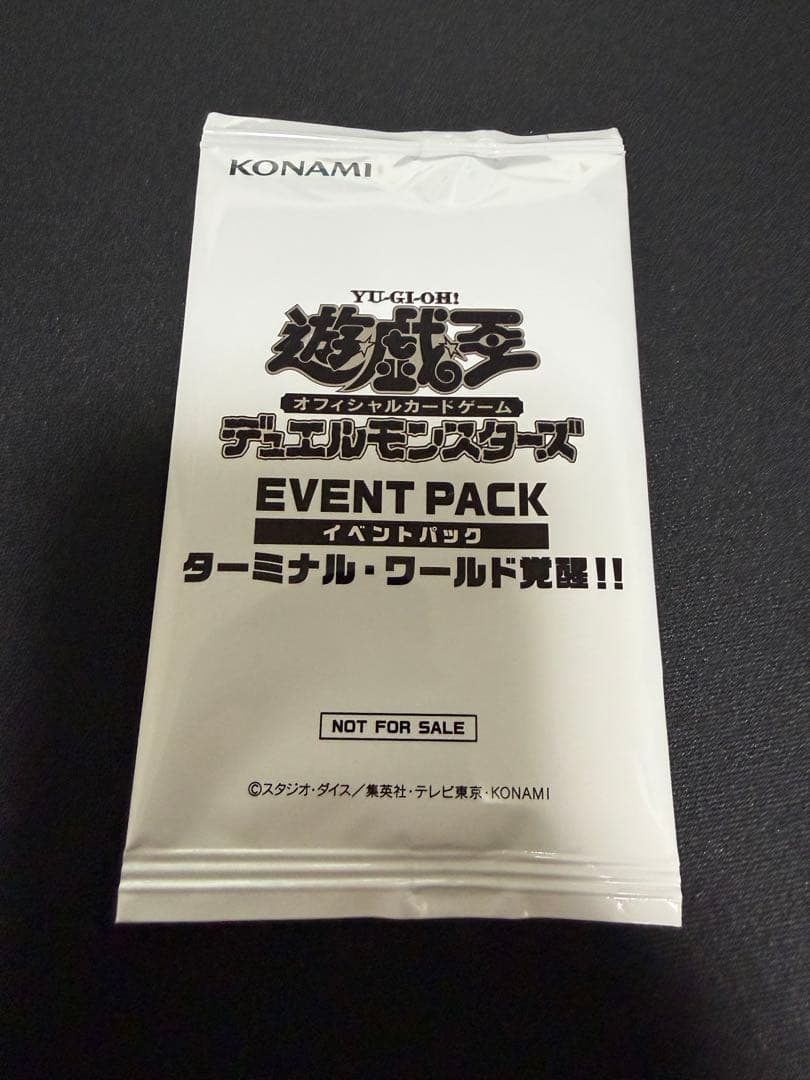 KONAMI
YU-GI-OH!
遊戯王
オフィシャルカードゲーム
デュエルモンスターズ
EVENT PACK
イベントパック
ターミナル・ワールド覚醒!!
NOT FOR SALE
©スタジオ・ダイス/集英社・テレビ東京・KONAMI